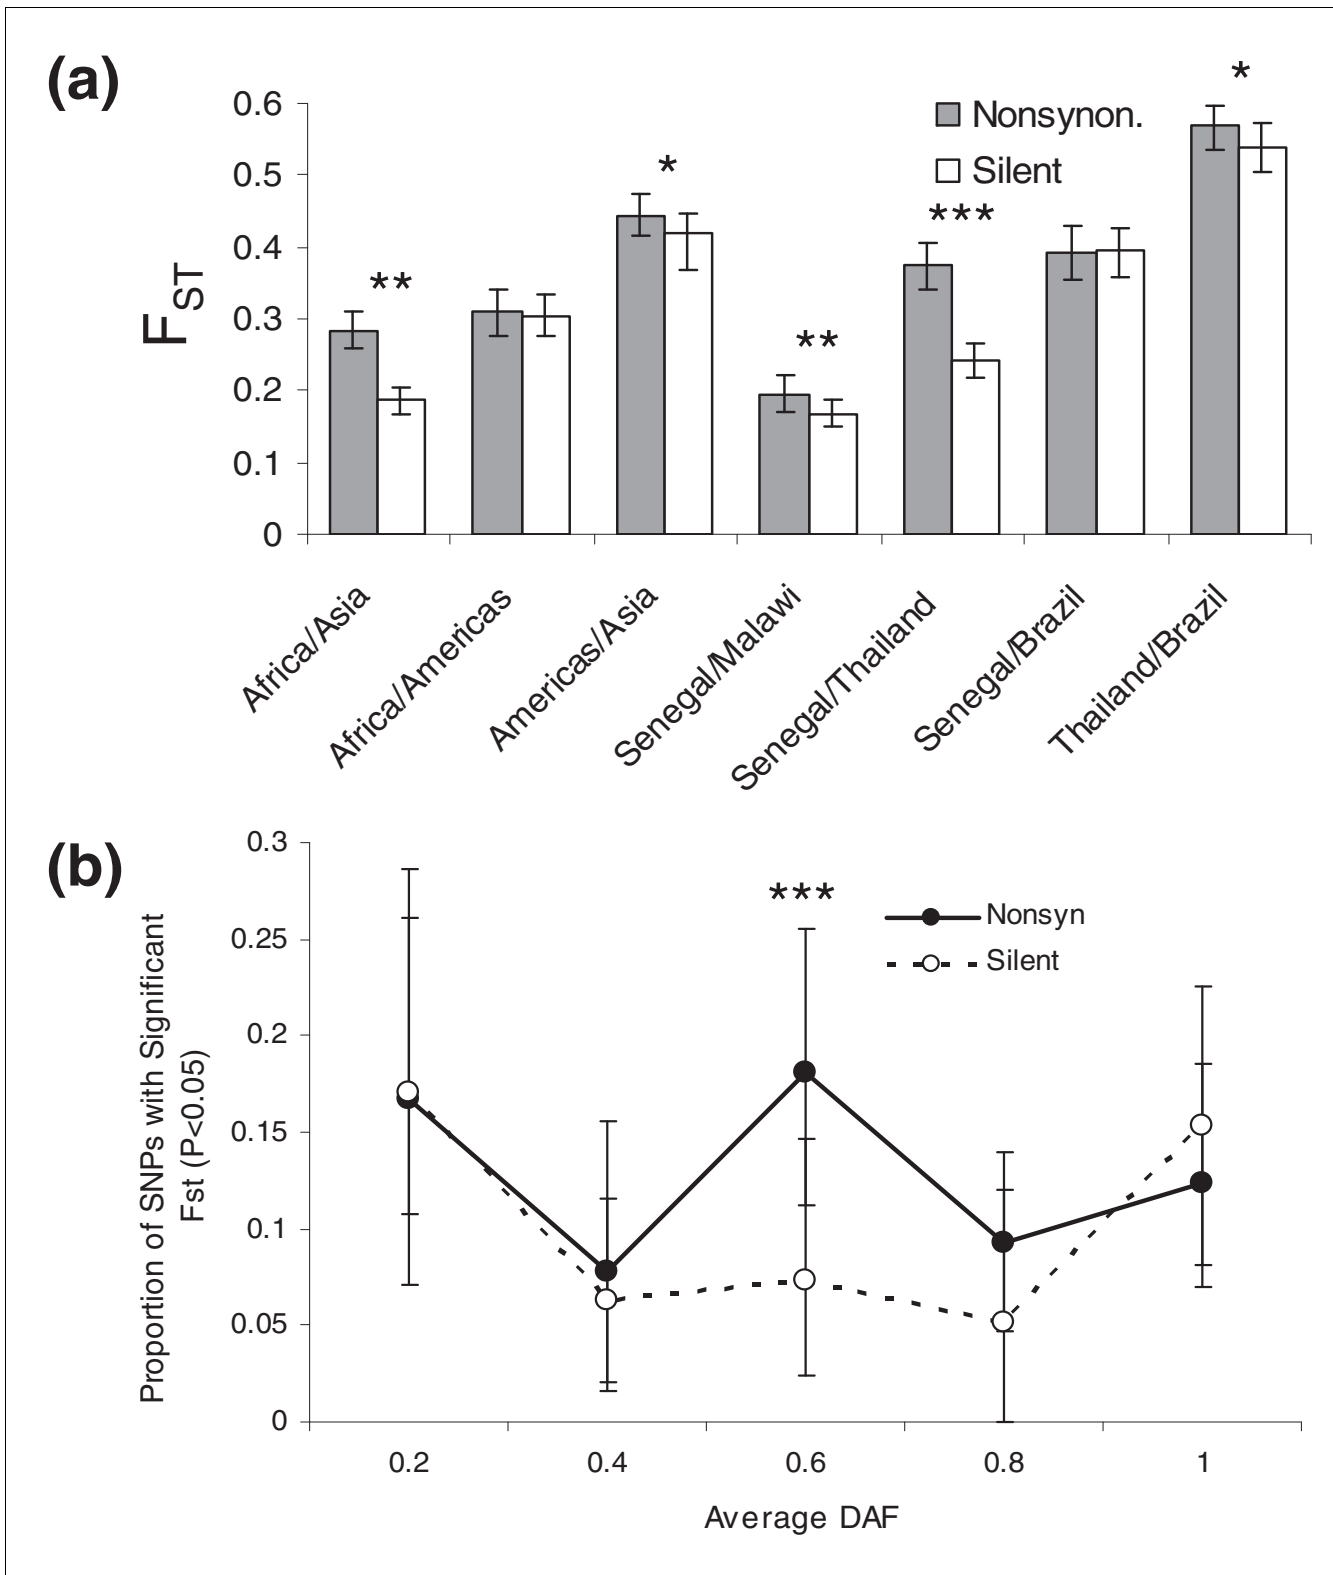 (a)
0.6
0.5
0.4
0.3
0.2
0.1
0
FST
Nonsynon.
Silent
**
*
**
***
*
Africa/Asia
Africa/Americas
Americas/Asia
Senegal/Malawi
Senegal/Thailand
Senegal/Brazil
Thailand/Brazil
(b)
0.3
0.25
0.2
0.15
0.1
0.05
0
Proportion of SNPs with Significant
Fst (P<0.05)
***
Nonsyn
Silent
0.2 0.4 0.6 0.8 1
Average DAF